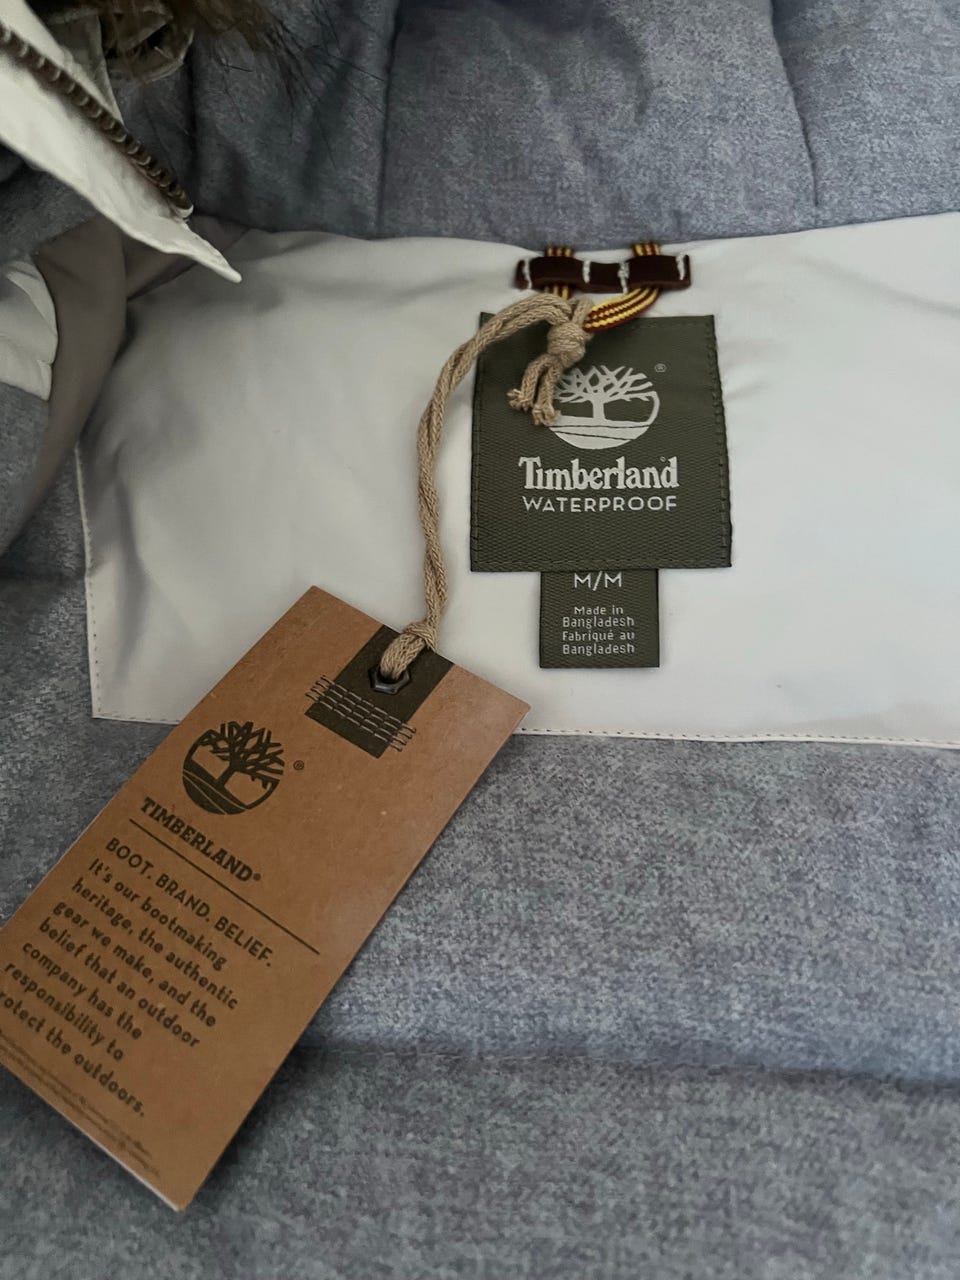 ®
Timberland®
WATERPROOF
M/M
Made in
Bangladesh
Fabriqué au
Bangladesh
®
TIMBERLAND®
BOOT. BRAND. BELIEF.
It's our bootmaking
heritage, the authentic
gear we make, and the
belief that an outdoor
company has the
responsibility to
rotect the outdoors.